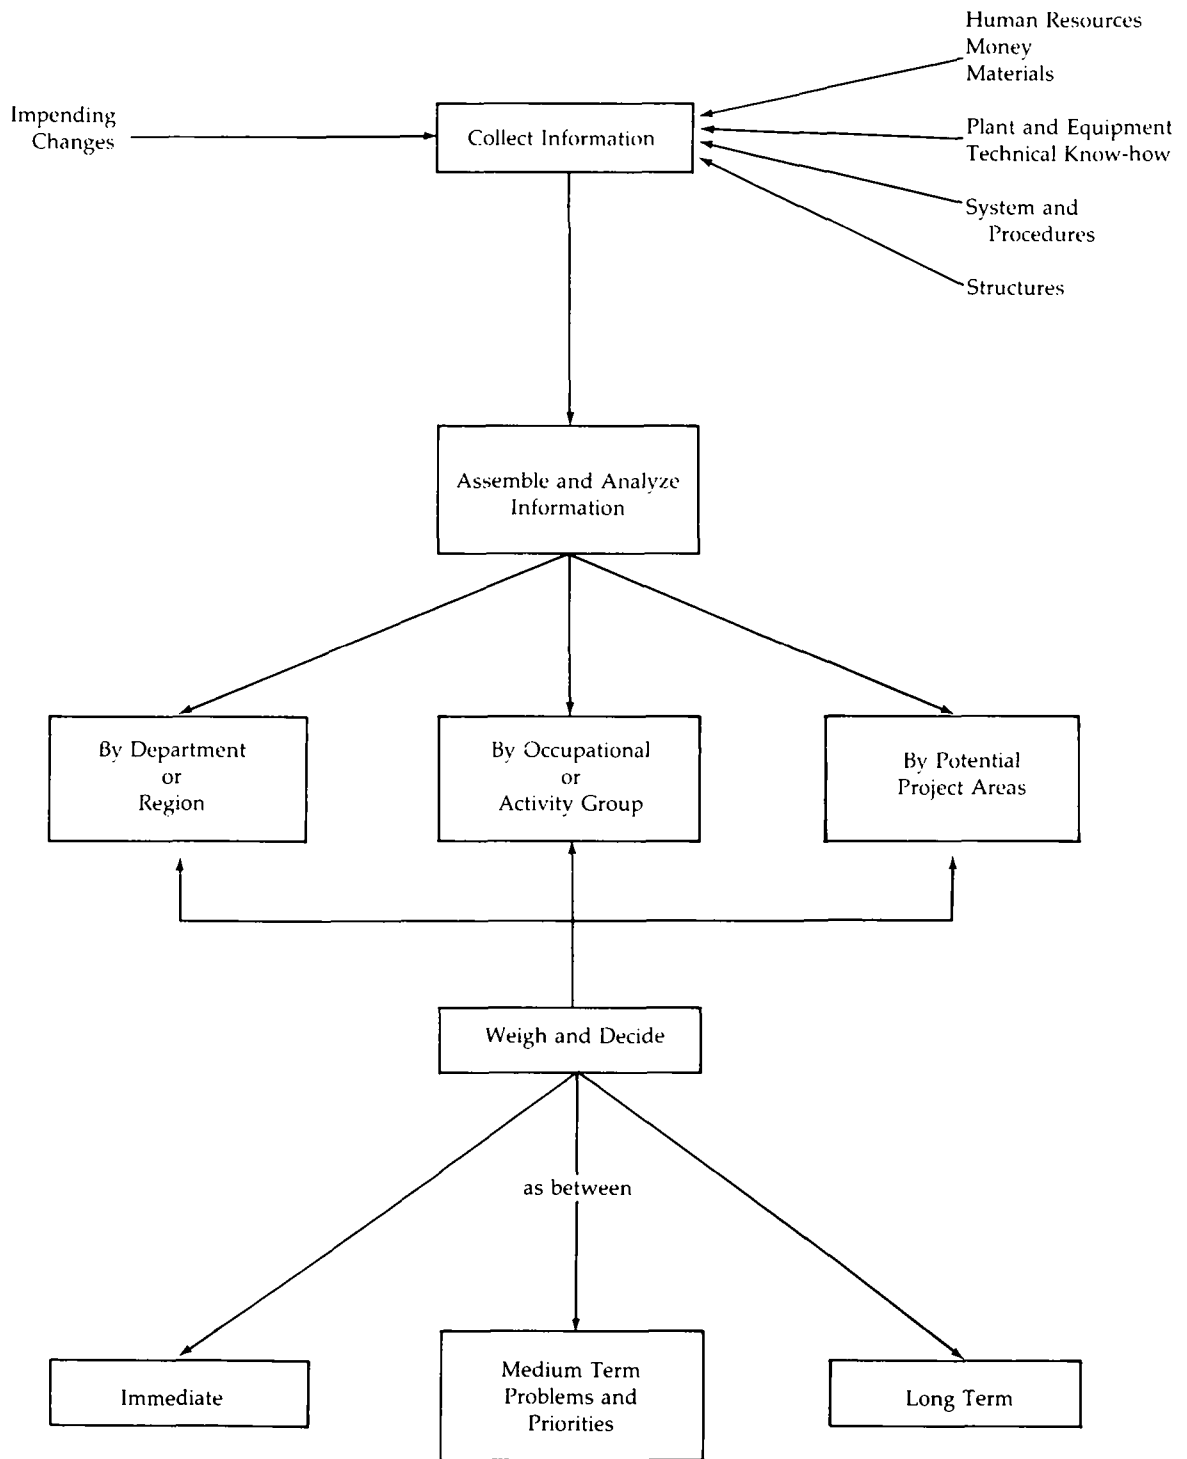 Human Resources
Money
Materials
Impending
Changes
Collect Information
Plant and Equipment
Technical Know-how
System and
Procedures
Structures
Assemble and Analyze
Information
By Department
or
Region
By Occupational
or
Activity Group
By Potential
Project Areas
Weigh and Decide
as between
Immediate
Medium Term
Problems and
Priorities
Long Term